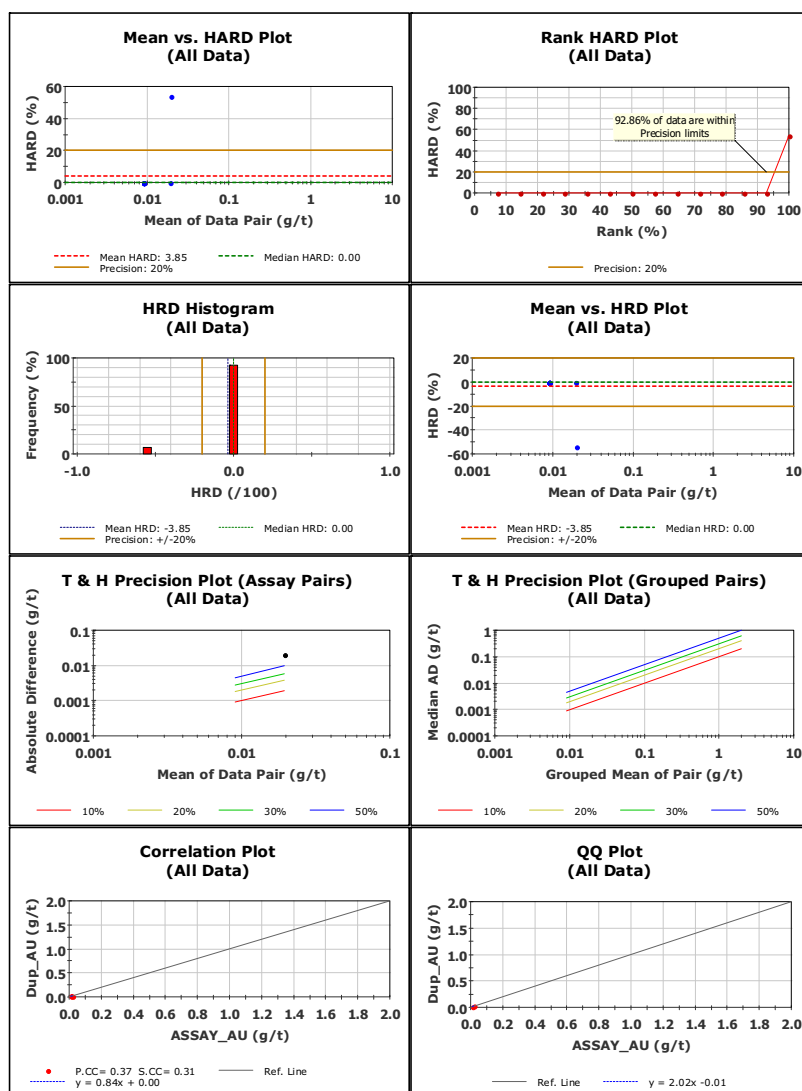 Mean vs. HARD Plot
(All Data)
HARD (%)
60
40
20
0
0.001
0.01
0.1
1
10
Mean of Data Pair (g/t)
Mean HARD: 3.85
Median HARD: 0.00
Precision: 20%
Rank HARD Plot
(All Data)
HARD (%)
100
80
60
40
20
0
92.86% of data are within
Precision limits
0 10 20 30 40 50 60 70 80 90 100
Rank (%)
Precision: 20%
HRD Histogram
(All Data)
Frequency (%)
100
50
0
-1.0
0.0
1.0
HRD (/100)
Mean HRD: -3.85
Median HRD: 0.00
Precision: +/-20%
Mean vs. HRD Plot
(All Data)
HRD (%)
20
0
-20
-40
-60
0.001
0.01
0.1
1
10
Mean of Data Pair (g/t)
Mean HRD: -3.85
Median HRD: 0.00
Precision: +/-20%
T & H Precision Plot (Assay Pairs)
(All Data)
Absolute Difference (g/t)
0.1
0.01
0.001
0.0001
0.001
0.01
0.1
Mean of Data Pair (g/t)
10%
20%
30%
50%
T & H Precision Plot (Grouped Pairs)
(All Data)
Median AD (g/t)
1
0.1
0.01
0.001
0.0001
0.001
0.01
0.1
1
10
Grouped Mean of Pair (g/t)
10%
20%
30%
50%
Correlation Plot
(All Data)
Dup_AU (g/t)
2.0
1.5
1.0
0.5
0.0
0.0 0.2 0.4 0.6 0.8 1.0 1.2 1.4 1.6 1.8 2.0
ASSAY_AU (g/t)
P.CC= 0.37 S.CC= 0.31
Ref. Line
y = 0.84x + 0.00
QQ Plot
(All Data)
Dup_AU (g/t)
2.0
1.5
1.0
0.5
0.0
0.0 0.2 0.4 0.6 0.8 1.0 1.2 1.4 1.6 1.8 2.0
ASSAY_AU (g/t)
Ref. Line
y = 2.02x -0.01